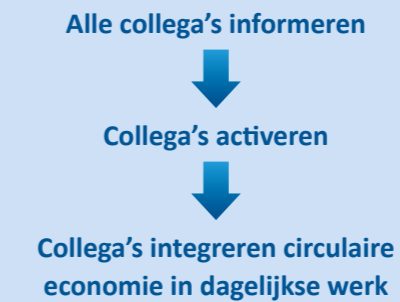 Alle collega's informeren
Collega's activeren
Collega's integreren circulaire
economie in dagelijkse werk